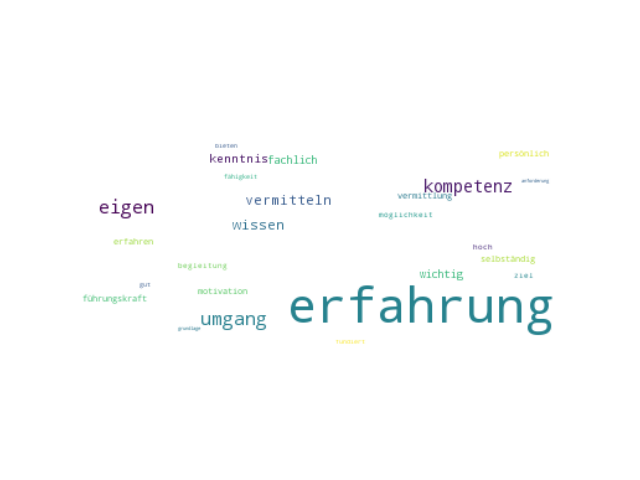 bieten
persönlich
kenntnis fachlich
fähigkeit
anforderung
kompetenz
vermittlung
vermitteln
eigen
möglichkeit
wissen
erfahren
hoch
selbständig
begleitung
wichtig
ziel
gut
motivation
führungskraft
erfahrung
umgang
grundlage